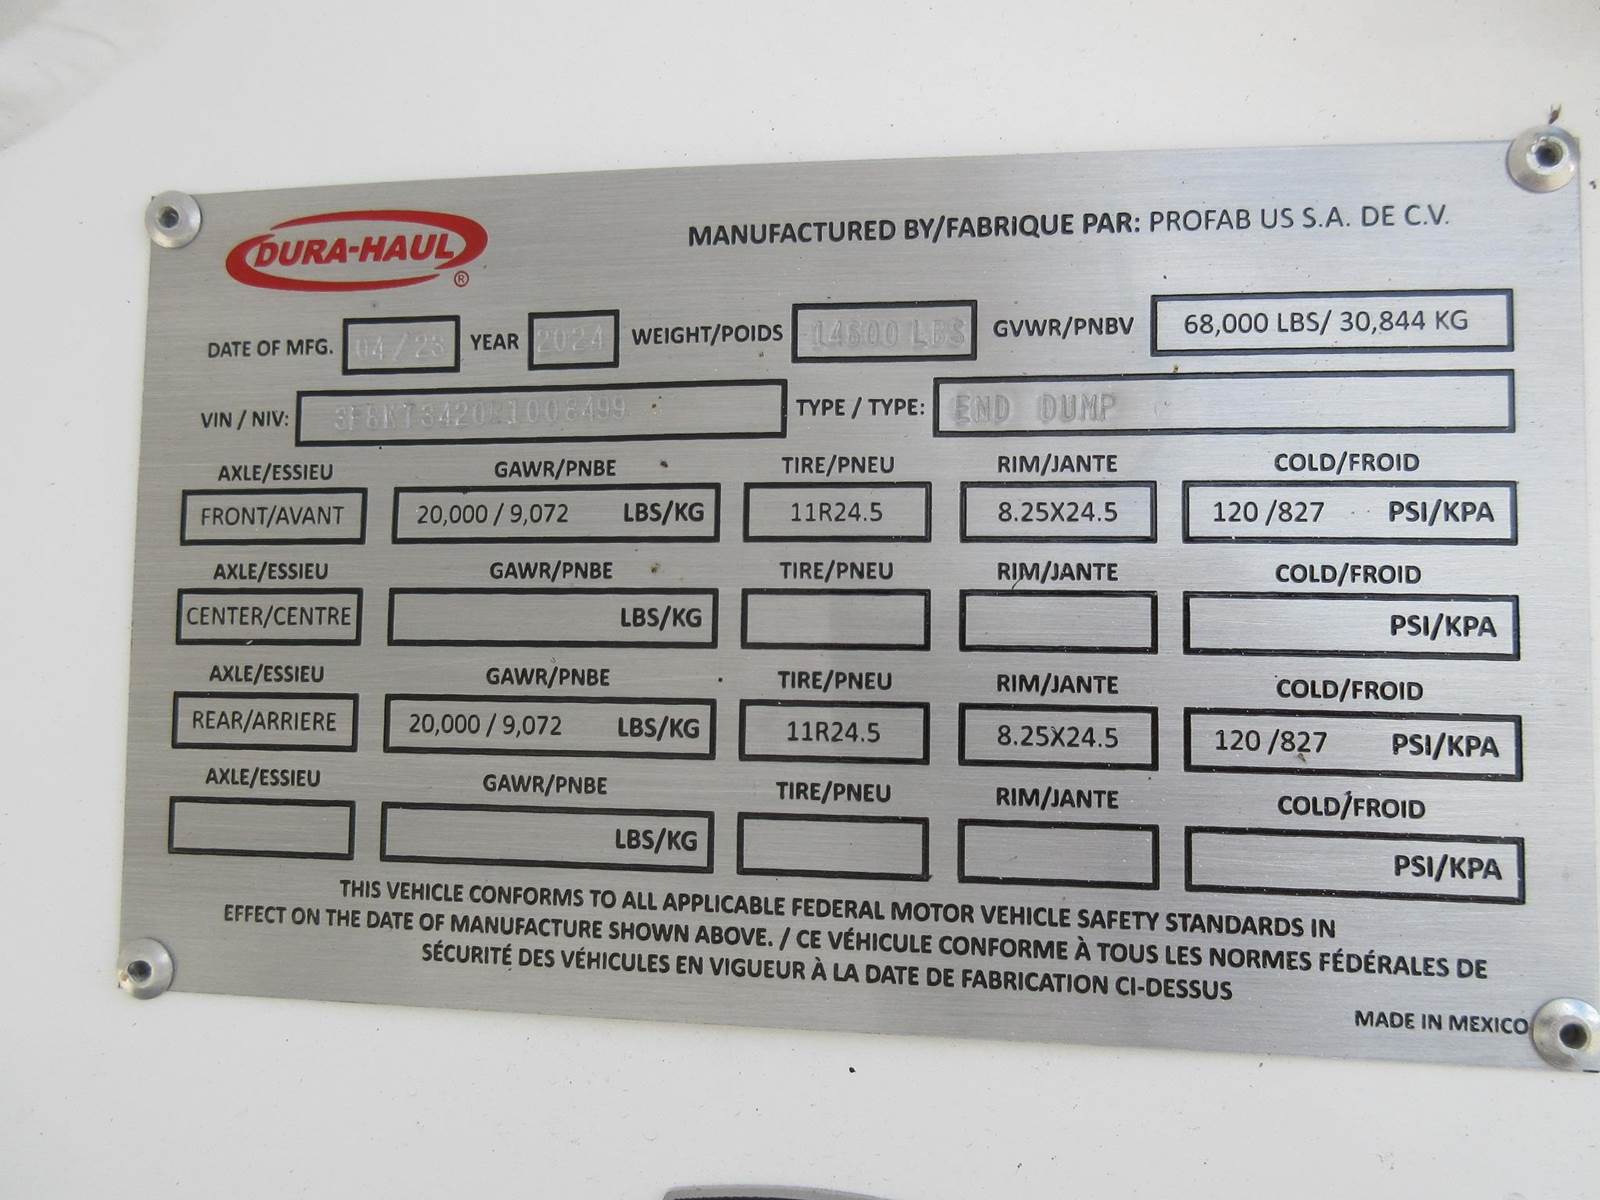 DURA-HAUL ®
MANUFACTURED BY/FABRIQUE PAR: PROFAB US S.A. DE C.V.
DATE OF MFG. 04/23 YEAR 2024 WEIGHT/POIDS 14600 LBS GVWR/PNBV 68,000 LBS/ 30,844 KG
VIN / NIV: TYPE / TYPE: END DUMP
AXLE/ESSIEU GAWR/PNBE TIRE/PNEU RIM/JANTE COLD/FROID
FRONT/AVANT 20,000 / 9,072 LBS/KG 11R24.5 8.25X24.5 120 /827 PSI/KPA
AXLE/ESSIEU GAWR/PNBE TIRE/PNEU RIM/JANTE COLD/FROID
CENTER/CENTRE LBS/KG PSI/KPA
AXLE/ESSIEU GAWR/PNBE TIRE/PNEU RIM/JANTE COLD/FROID
REAR/ARRIERE 20,000 / 9,072 LBS/KG 11R24.5 8.25X24.5 120 /827 PSI/KPA
AXLE/ESSIEU GAWR/PNBE TIRE/PNEU RIM/JANTE COLD/FROID
LBS/KG PSI/KPA
THIS VEHICLE CONFORMS TO ALL APPLICABLE FEDERAL MOTOR VEHICLE SAFETY STANDARDS IN
EFFECT ON THE DATE OF MANUFACTURE SHOWN ABOVE. / CE VÉHICULE CONFORME À TOUS LES NORMES FÉDÉRALES DE
SÉCURITÉ DES VÉHICULES EN VIGUEUR À LA DATE DE FABRICATION CI-DESSUS
MADE IN MEXICO